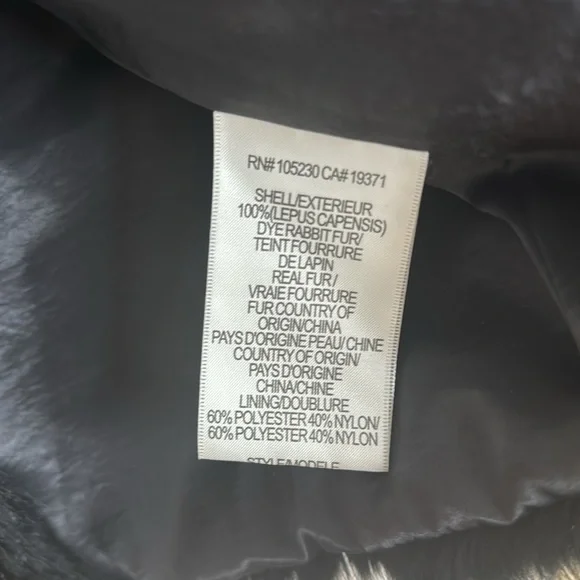 RN# 105230 CA# 19371
SHELL/EXTERIEUR
100%(LEPUS CAPENSIS)
DYE RABBIT FUR/
TEINT FOURRURE
DE LAPIN
REAL FUR /
VRAIE FOURRURE
FUR COUNTRY OF
ORIGIN/CHINA
PAYS D'ORIGINE PEAU/ CHINE
COUNTRY OF ORIGIN/
PAYS D'ORIGINE
CHINA/CHINE
LINING/DOUBLURE
60% POLYESTER 40% NYLON/
60% POLYESTER 40% NYLON
STYLE/MODELE